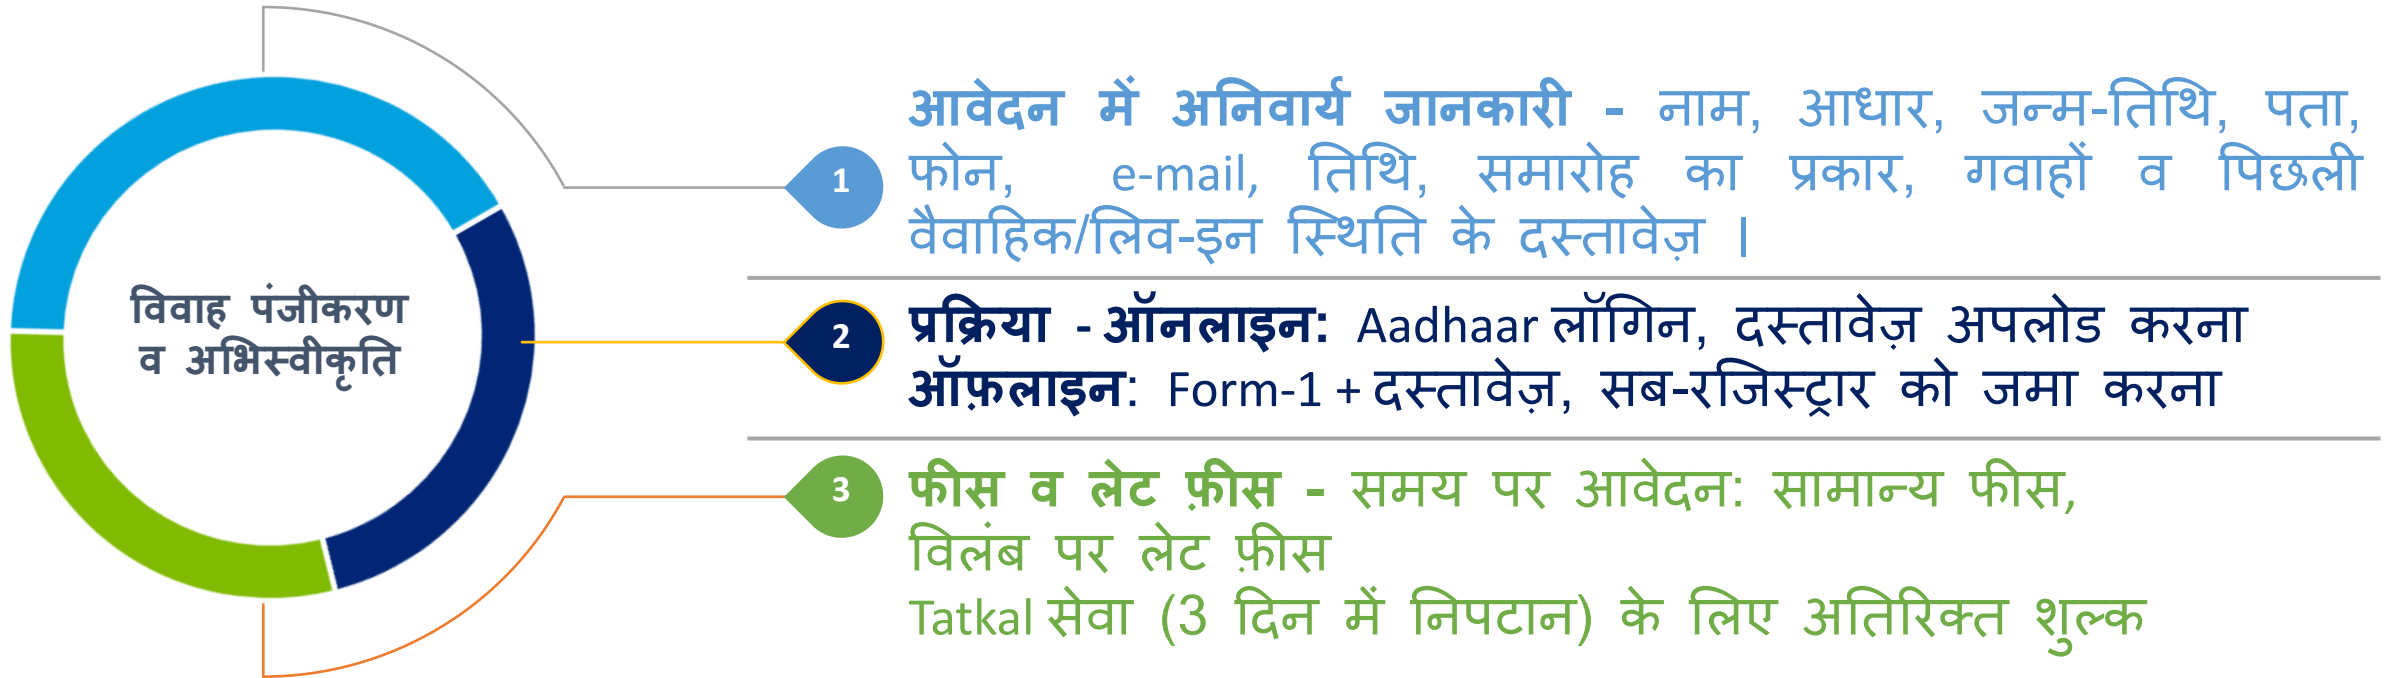 विवाह पंजीकरण
व अभिस्वीकृति
1
आवेदन में अनिवार्य जानकारी - नाम, आधार, जन्म-तिथि, पता,
फोन, e-mail, तिथि, समारोह का प्रकार, गवाहों व पिछली
वैवाहिक/लिव-इन स्थिति के दस्तावेज़ ।
2
प्रक्रिया - ऑनलाइन: Aadhaar लॉगिन, दस्तावेज़ अपलोड करना
ऑफ़लाइन: Form-1 + दस्तावेज़, सब-रजिस्ट्रार को जमा करना
3
फीस व लेट फ़ीस - समय पर आवेदन: सामान्य फीस,
विलंब पर लेट फ़ीस
Tatkal सेवा (3 दिन में निपटान) के लिए अतिरिक्त शुल्क